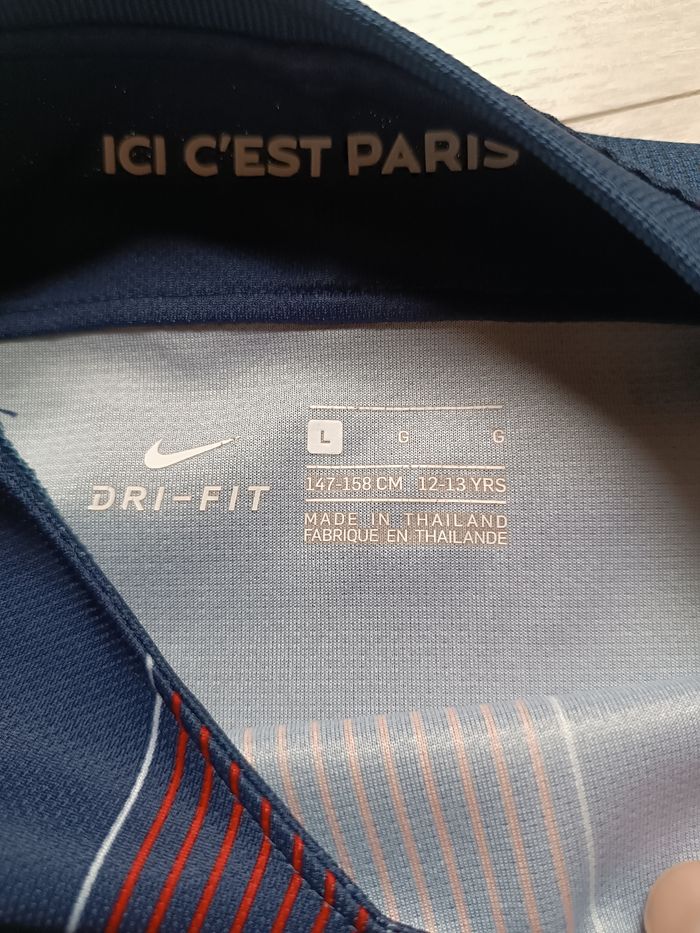 ICI C'EST PARIS
DRI-FIT
L G G
147-158 CM 12-13 YRS
MADE IN THAILAND
FABRIQUE EN THAILANDE